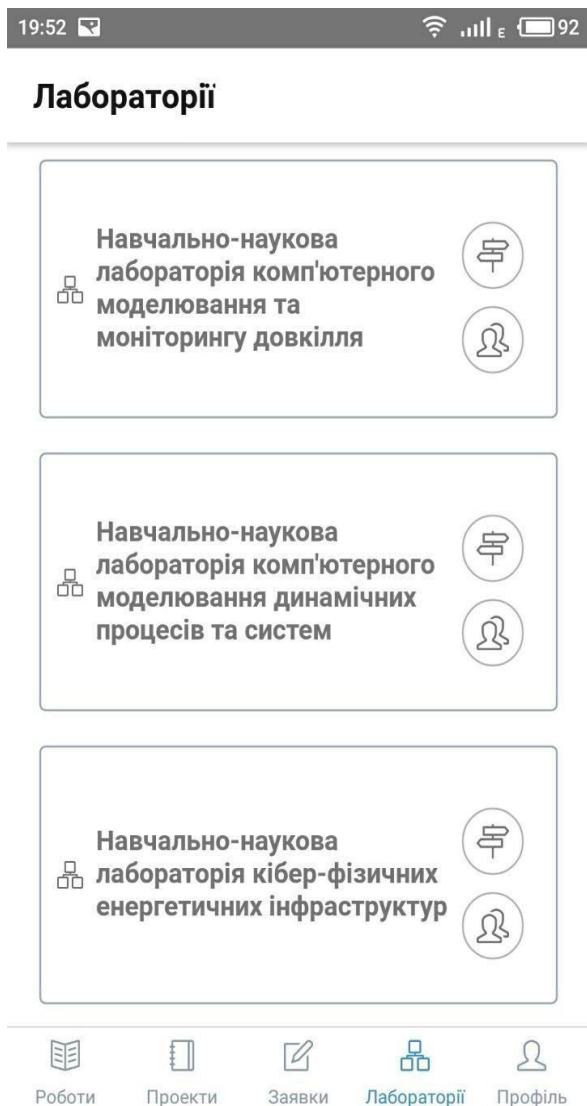 19:52 E 92
Лабораторії
Навчально-наукова
лабораторія комп'ютерного
моделювання та
моніторингу довкілля
Навчально-наукова
лабораторія комп'ютерного
моделювання динамічних
процесів та систем
Навчально-наукова
лабораторія кібер-фізичних
енергетичних інфраструктур
Роботи Проекти Заявки Лабораторії Профіль